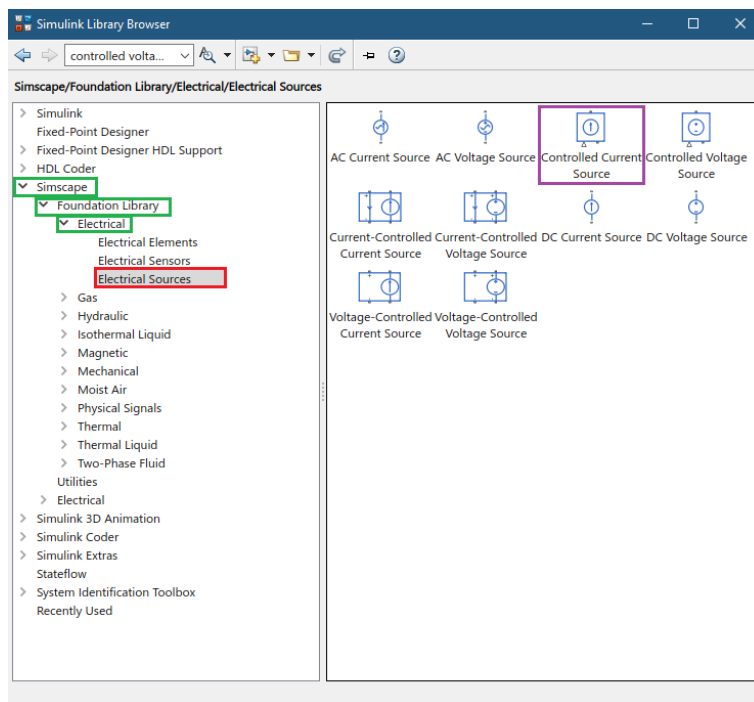 Simulink Library Browser
controlled volta...
Simscape/Foundation Library/Electrical/Electrical Sources
Simulink
Fixed-Point Designer
Fixed-Point Designer HDL Support
HDL Coder
Simscape
Foundation Library
Electrical
Electrical Elements
Electrical Sensors
Electrical Sources
Gas
Hydraulic
Isothermal Liquid
Magnetic
Mechanical
Moist Air
Physical Signals
Thermal
Thermal Liquid
Two-Phase Fluid
Utilities
Electrical
Simulink 3D Animation
Simulink Coder
Simulink Extras
Stateflow
System Identification Toolbox
Recently Used
AC Current Source
AC Voltage Source
Controlled Current
Source
Controlled Voltage
Source
Current-Controlled
Current Source
Current-Controlled
Voltage Source
DC Current Source
DC Voltage Source
Voltage-Controlled
Current Source
Voltage-Controlled
Voltage Source